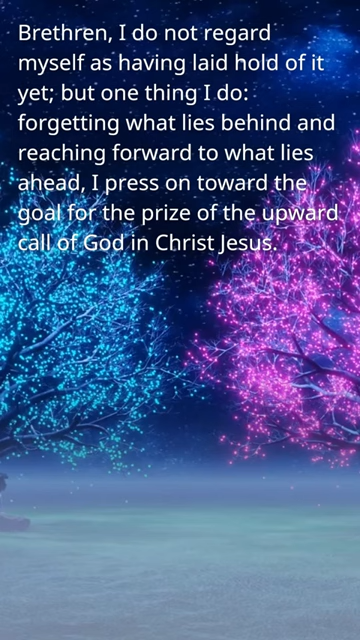 Brethren, I do not regard
myself as having laid hold of it
yet; but one thing I do:
forgetting what lies behind and
reaching forward to what lies
ahead, I press on toward the
goal for the prize of the upward
call of God in Christ Jesus.